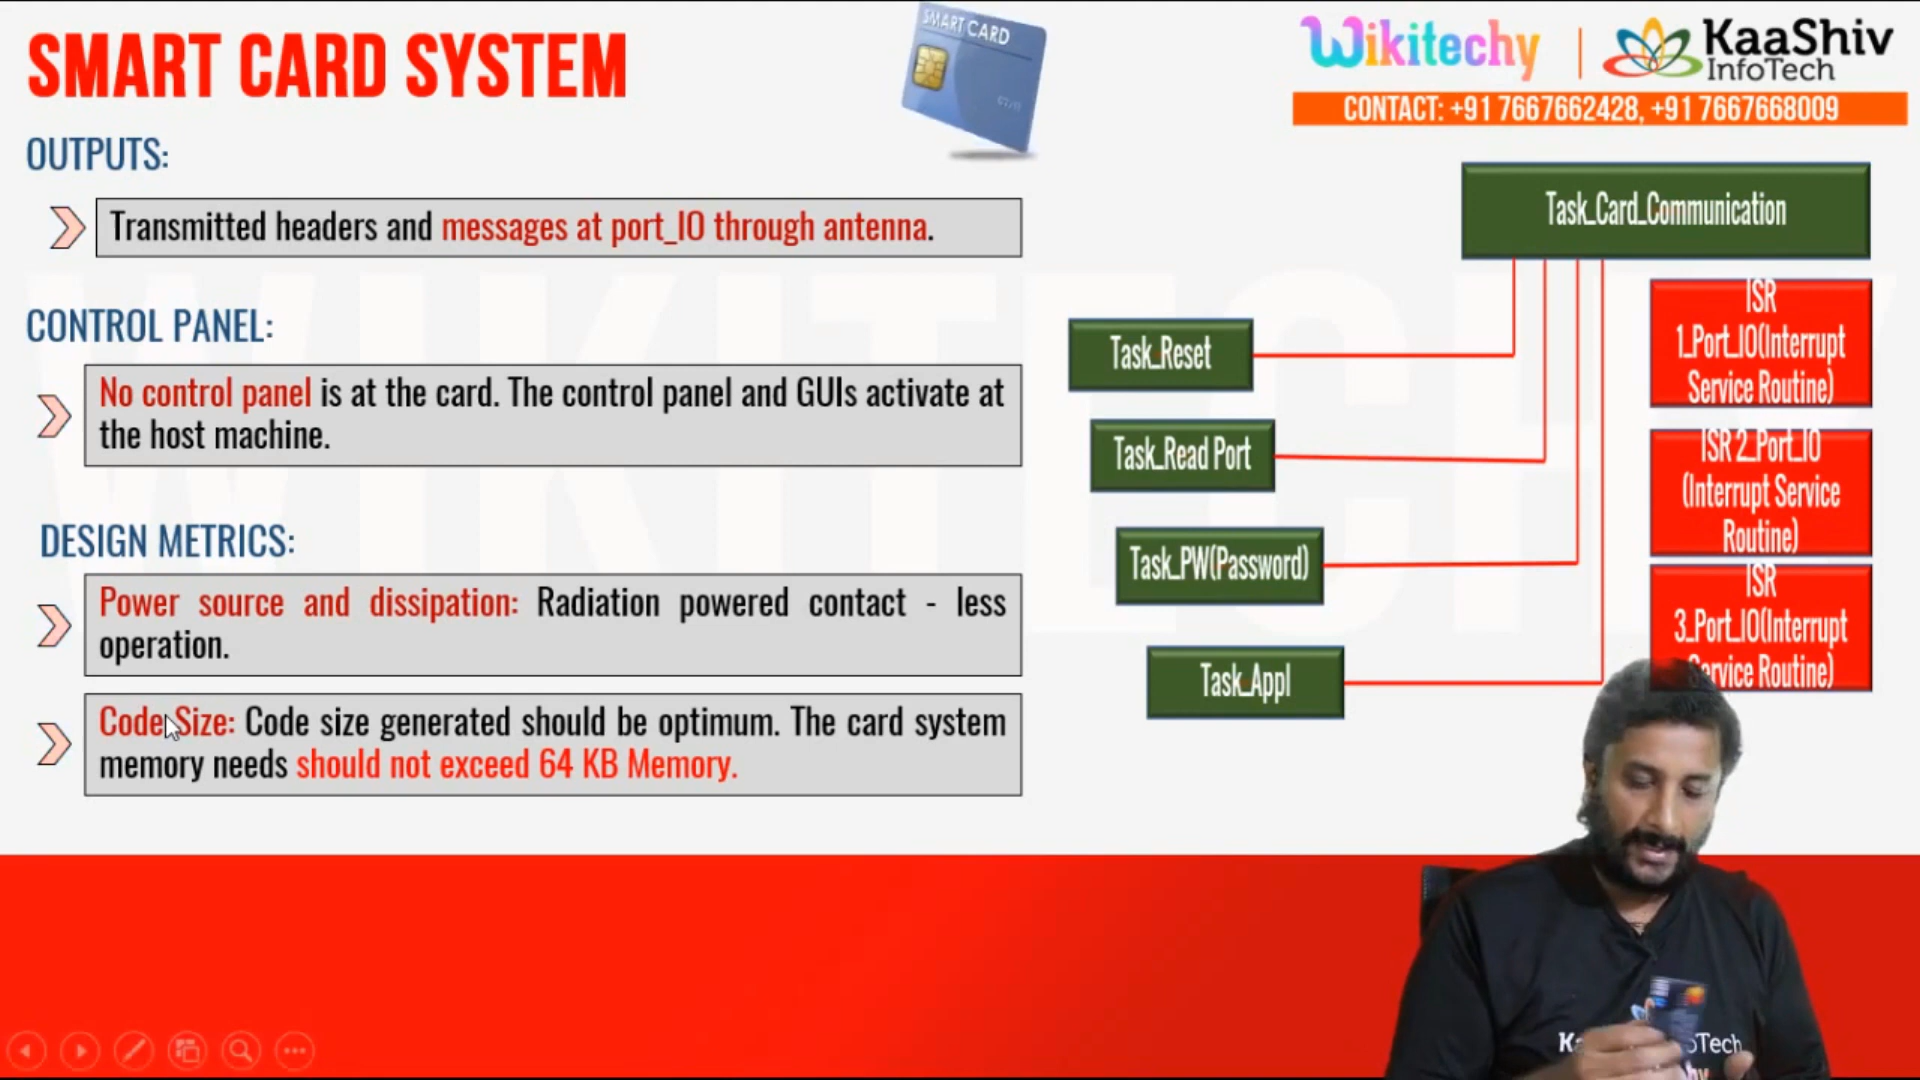 SMART CARD SYSTEM
SMART CARD
Wikitechy
KaaShiv
InfoTech
CONTACT: +91 7667662428, +91 7667668009
OUTPUTS:
Transmitted headers and messages at port_IO through antenna.
CONTROL PANEL:
No control panel is at the card. The control panel and GUIs activate at
the host machine.
DESIGN METRICS:
Power source and dissipation: Radiation powered contact - less
operation.
Code Size: Code size generated should be optimum. The card system
memory needs should not exceed 64 KB Memory.
Task_Card_Communication
Task_Reset
Task_Read Port
Task_PW(Password)
Task_Appl
ISR
1_Port_IO(Interrupt
Service Routine)
ISR 2_Port_IO
(Interrupt Service
Routine)
ISR
3_Port_IO(Interrupt
Service Routine)